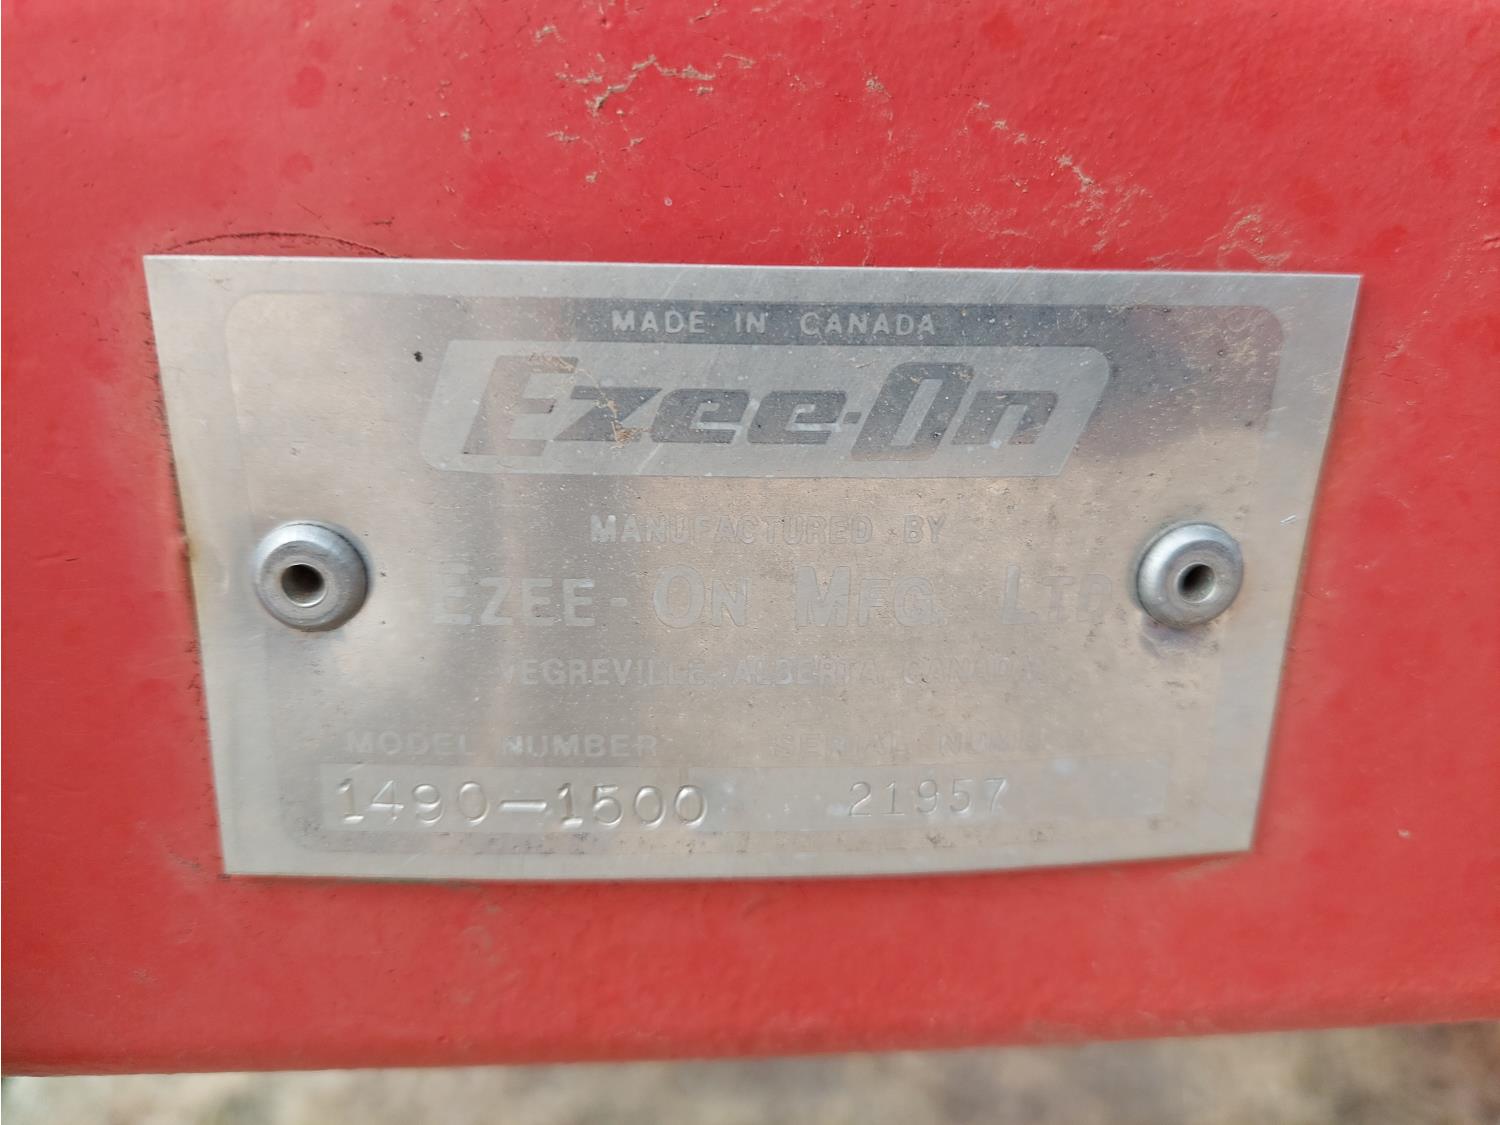 MADE IN CANADA
Ezee-On
MANUFACTURED BY
EZEE-ON MFG. LTD
VEGREVILLE ALBERTA CANADA
MODEL NUMBER SERIAL
1490-1500 21957